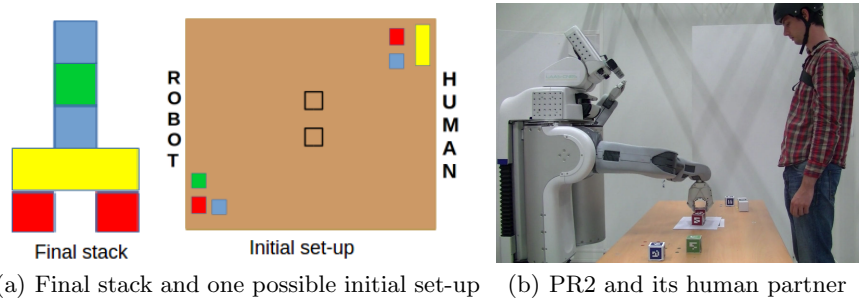 ROBOT
HUMAN
Final stack
Initial set-up
a) Final stack and one possible initial set-up
(b) PR2 and its human partner